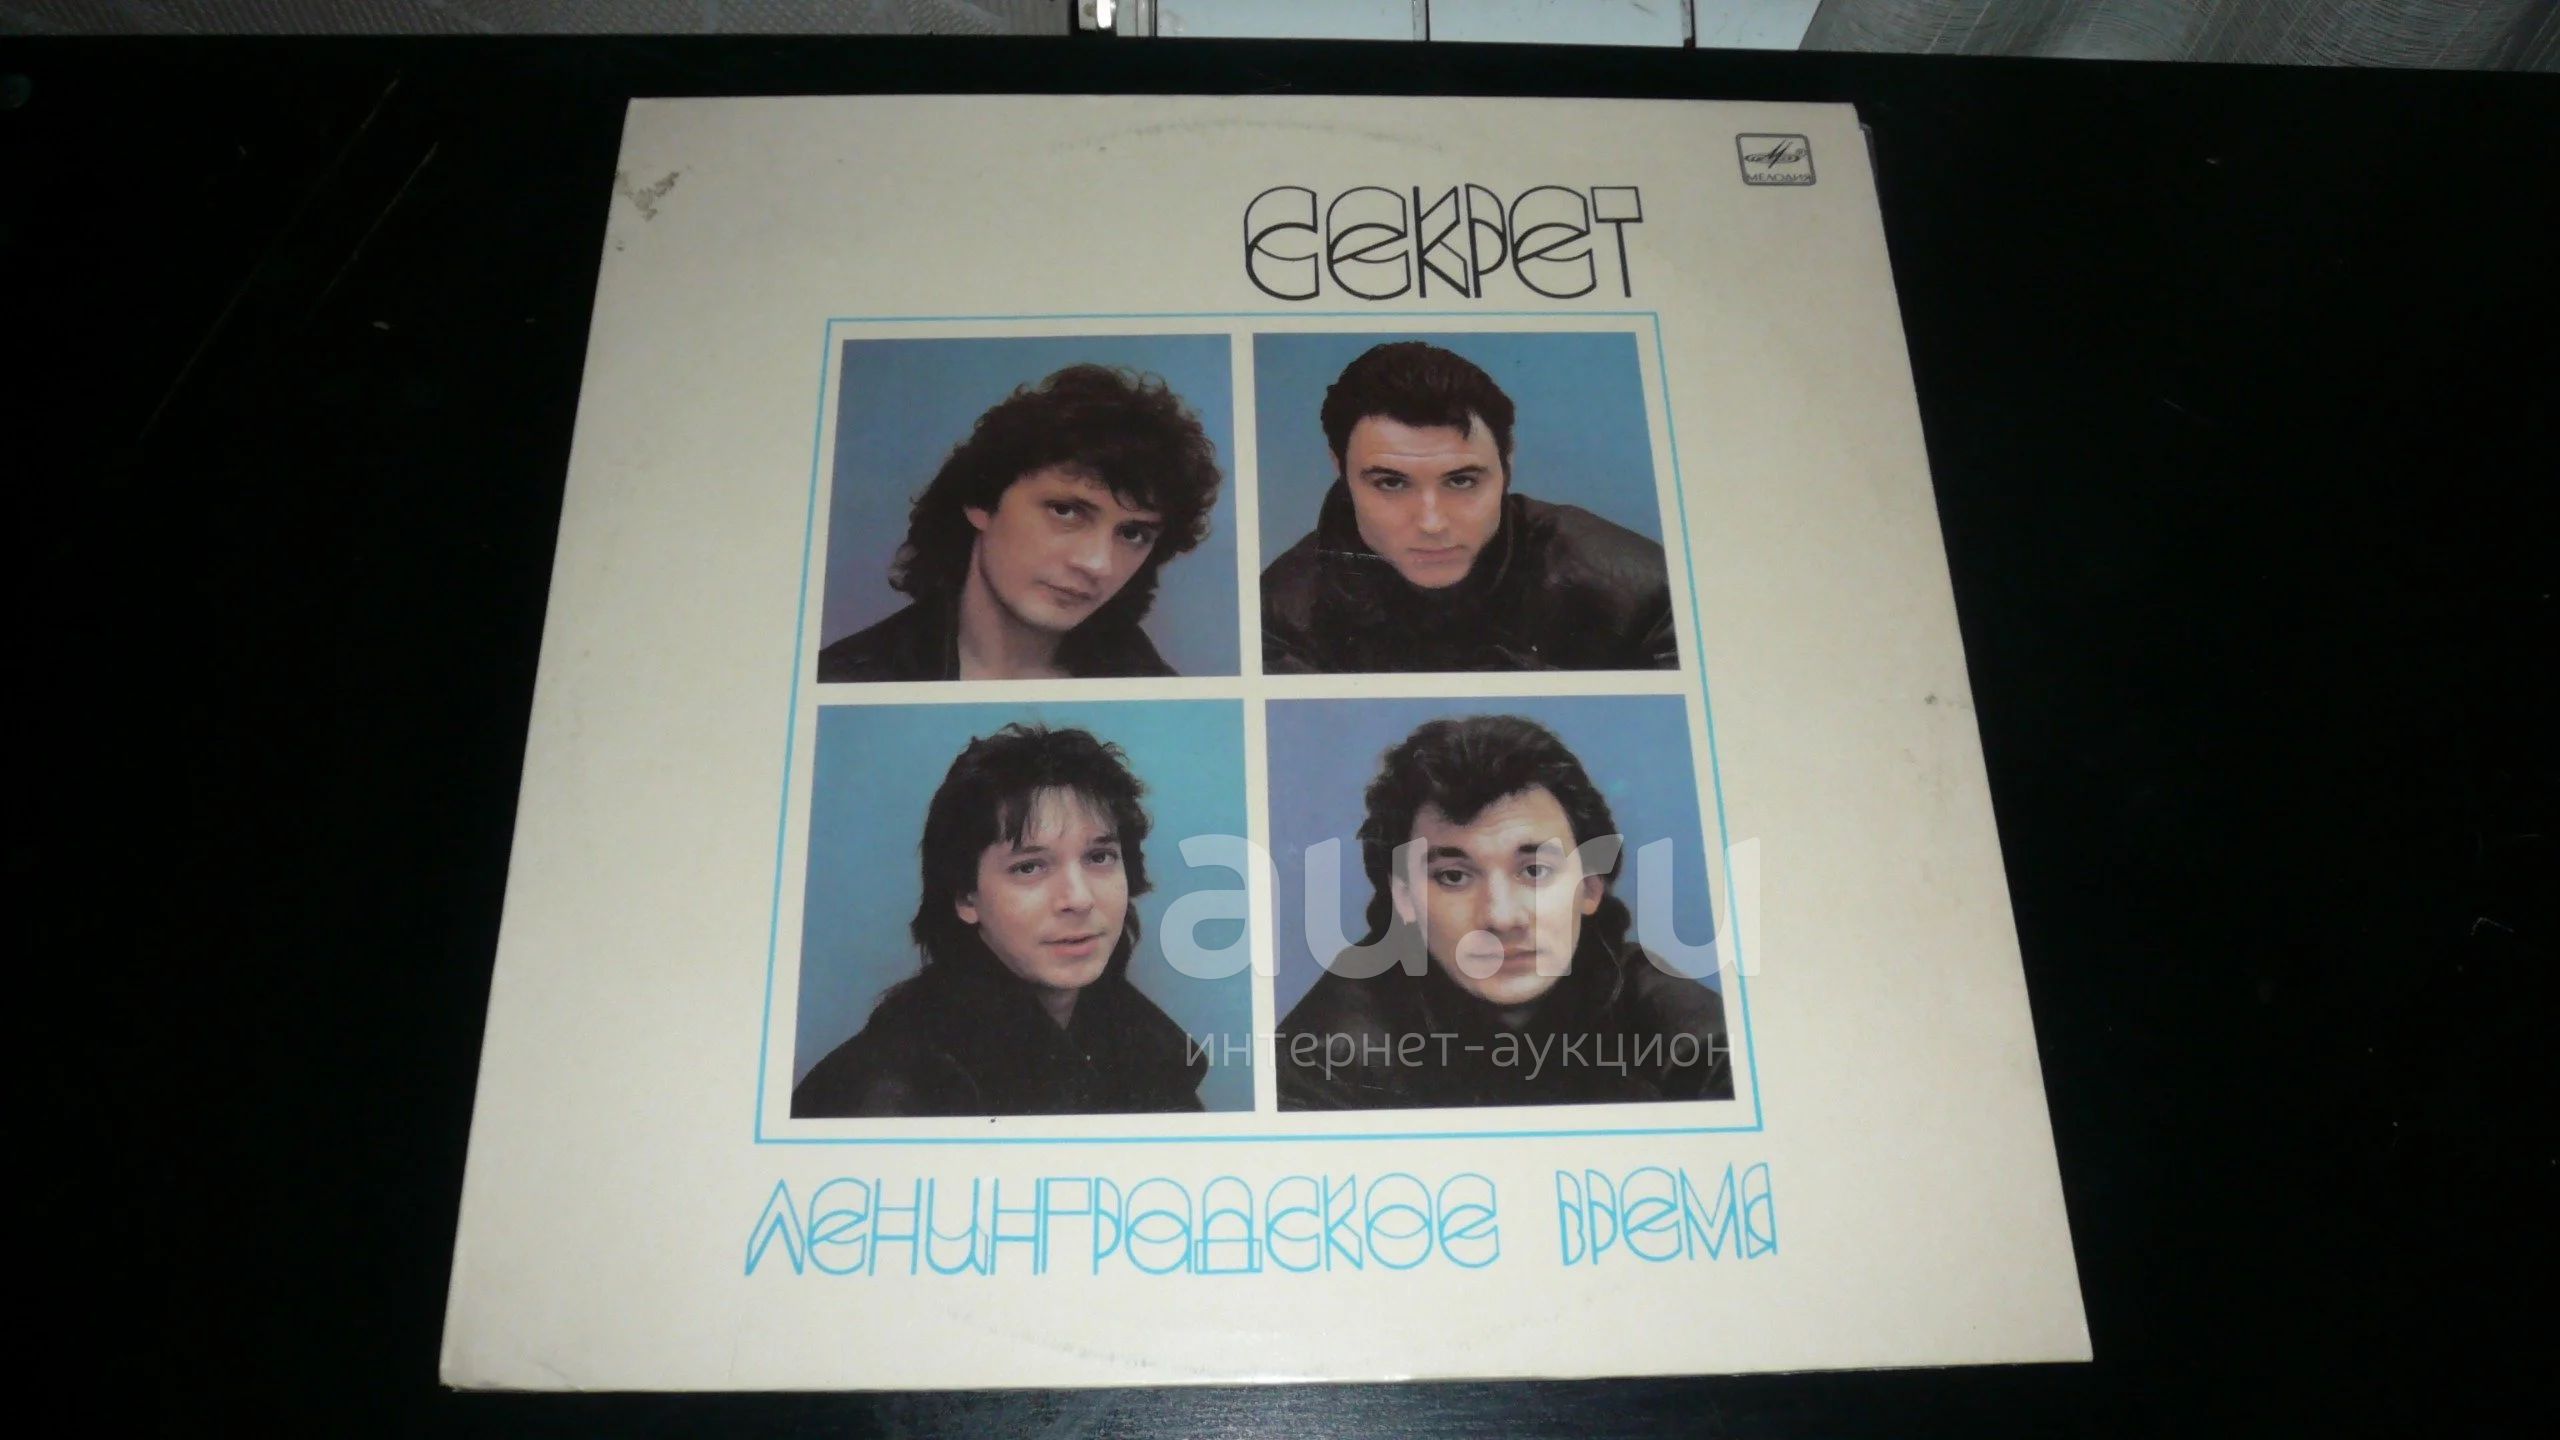 СЕКРЕТ
МЕЛОДИЯ
au.ru
интернет-аукцион
ЛЕНИНГРАДСКОЕ ВРЕМЯ